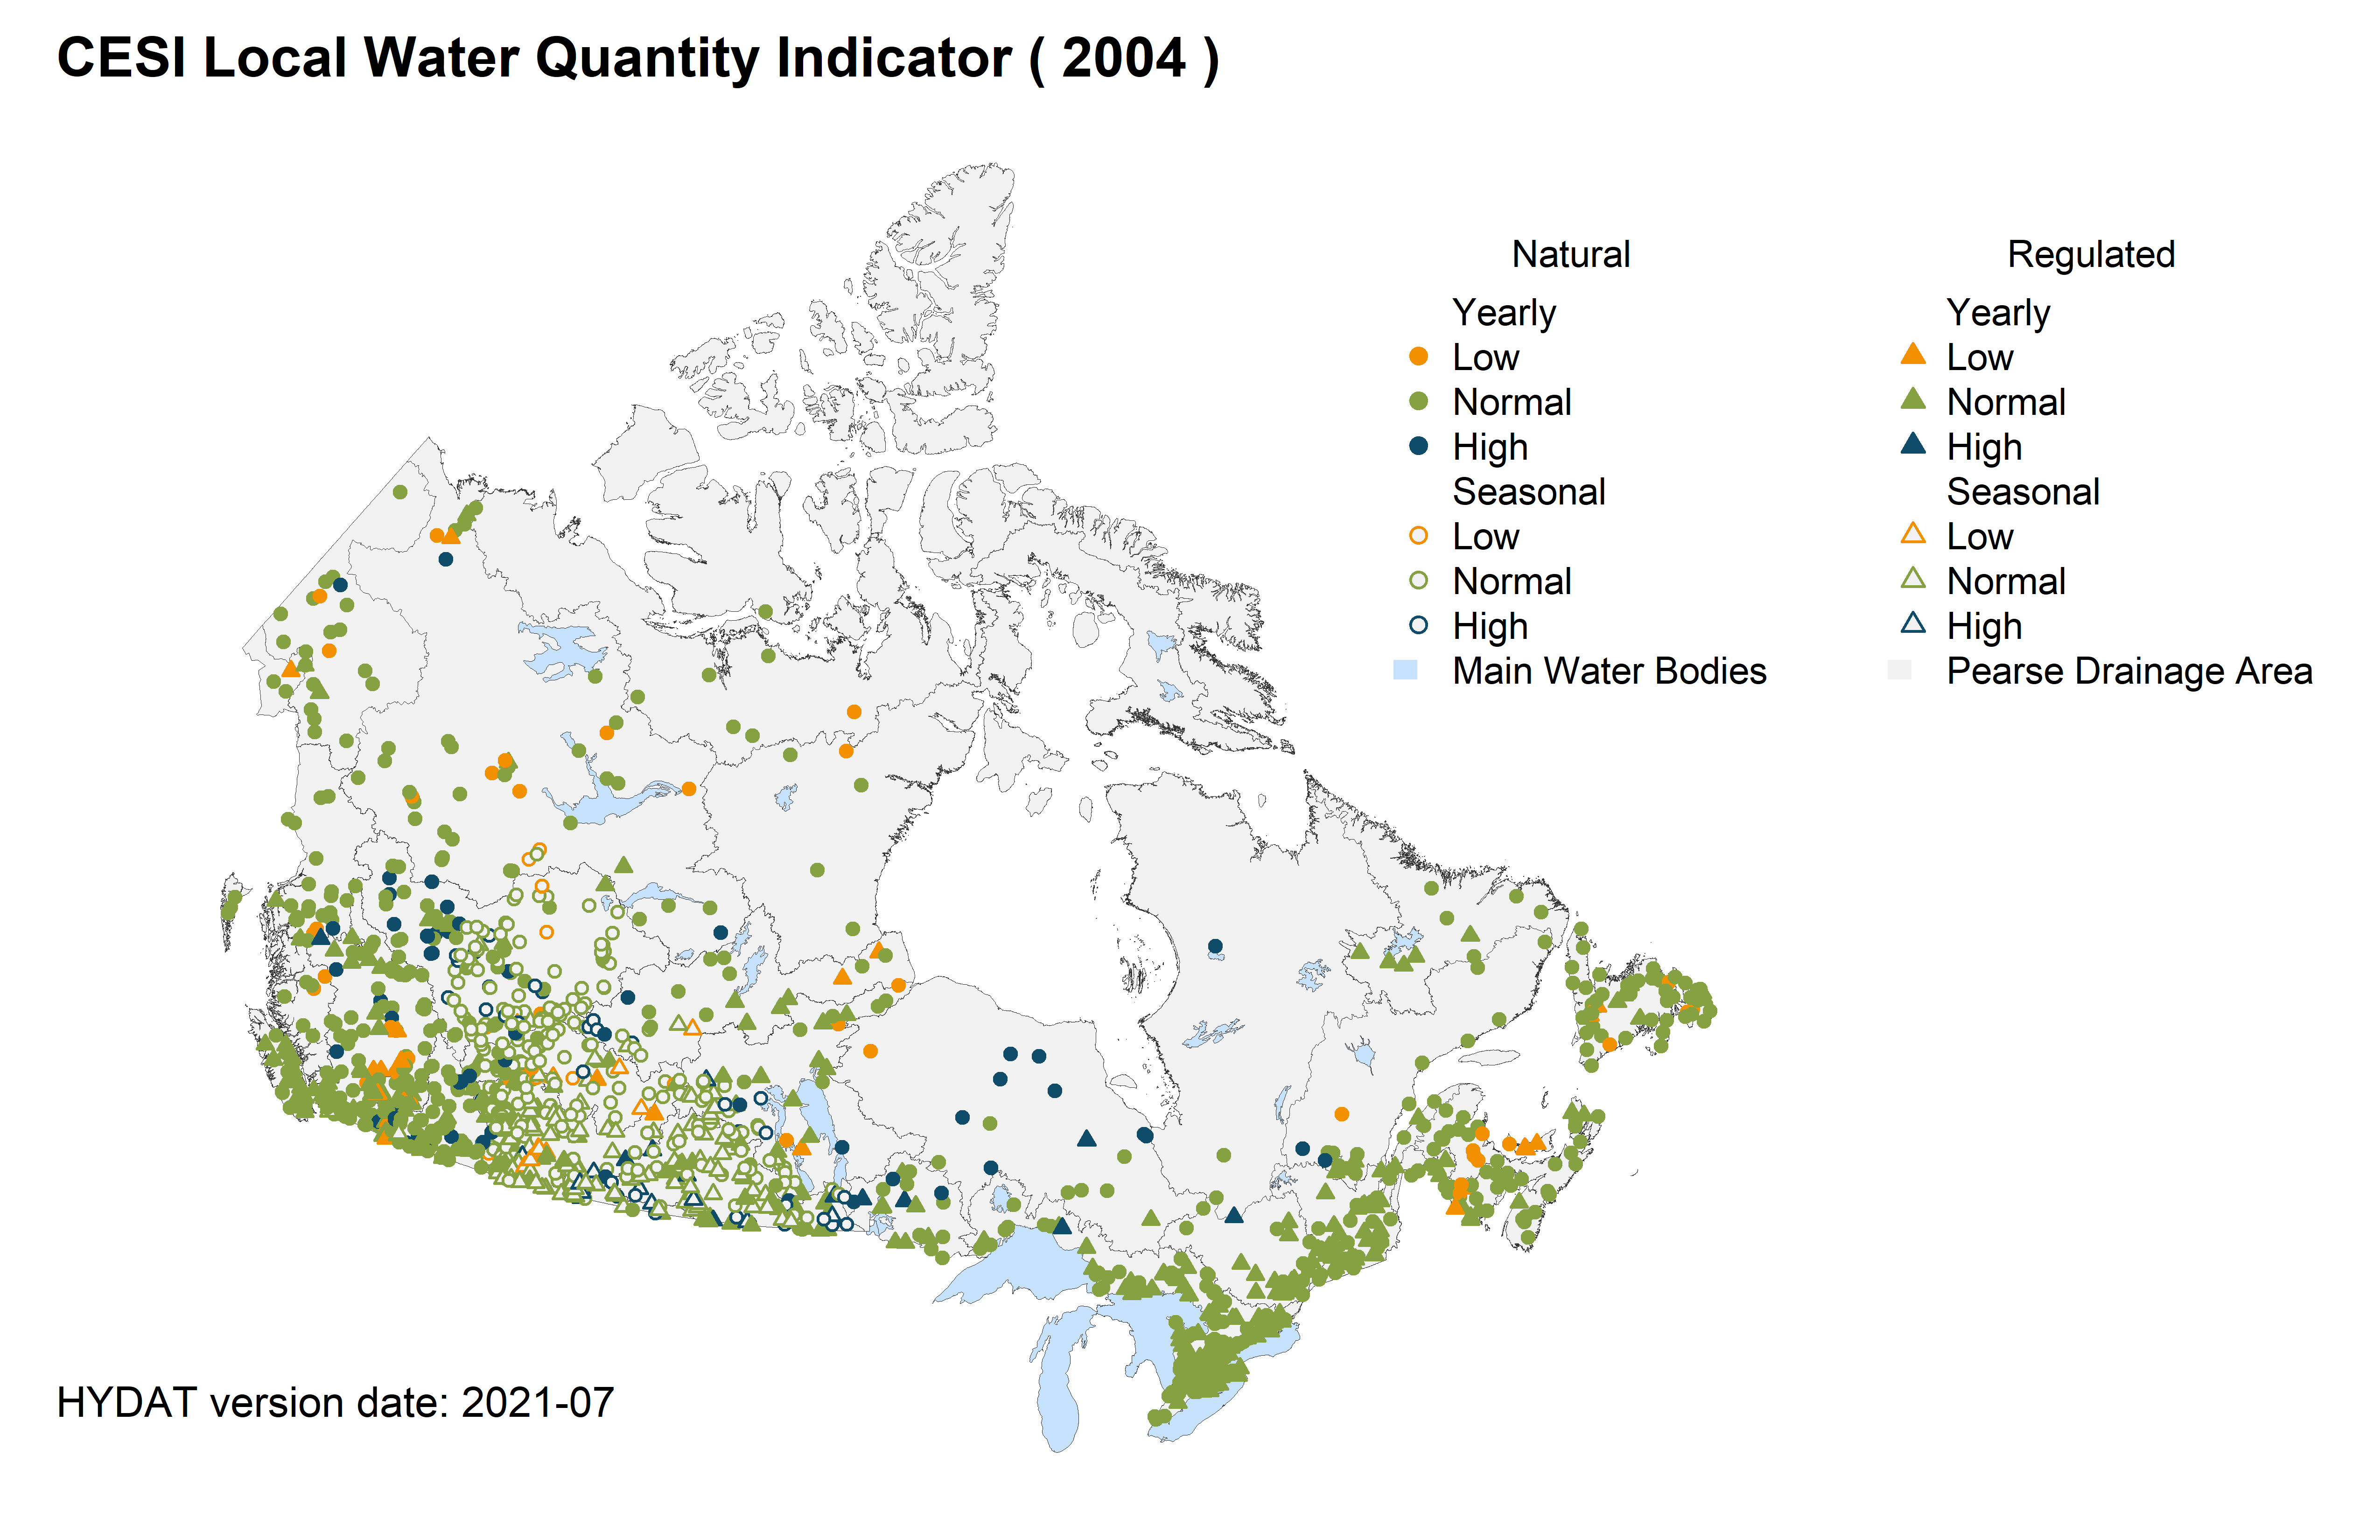 CESI Local Water Quantity Indicator ( 2004 )
Natural
Regulated
Yearly
Yearly
Low
Low
Normal
Normal
High
High
Seasonal
Seasonal
Low
Low
Normal
Normal
High
High
Main Water Bodies
Pearse Drainage Area
HYDAT version date: 2021-07